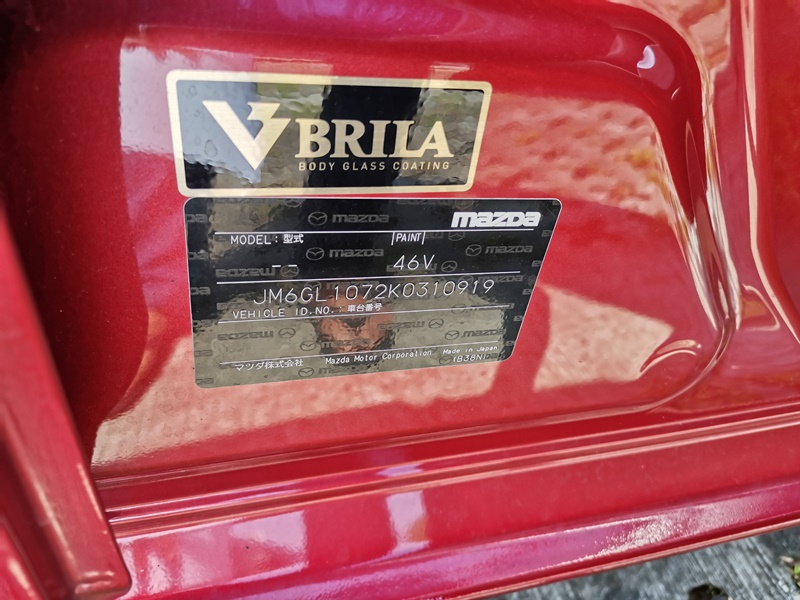 V BRILA
BODY GLASS COATING
mazda
MODEL : 型式
PAINT
--
46V
JM6GL1072K0310919
VEHICLE ID.NO. : 車台番号
マツダ株式会社
Mazda Motor Corporation
Made in Japan
(B38N)-